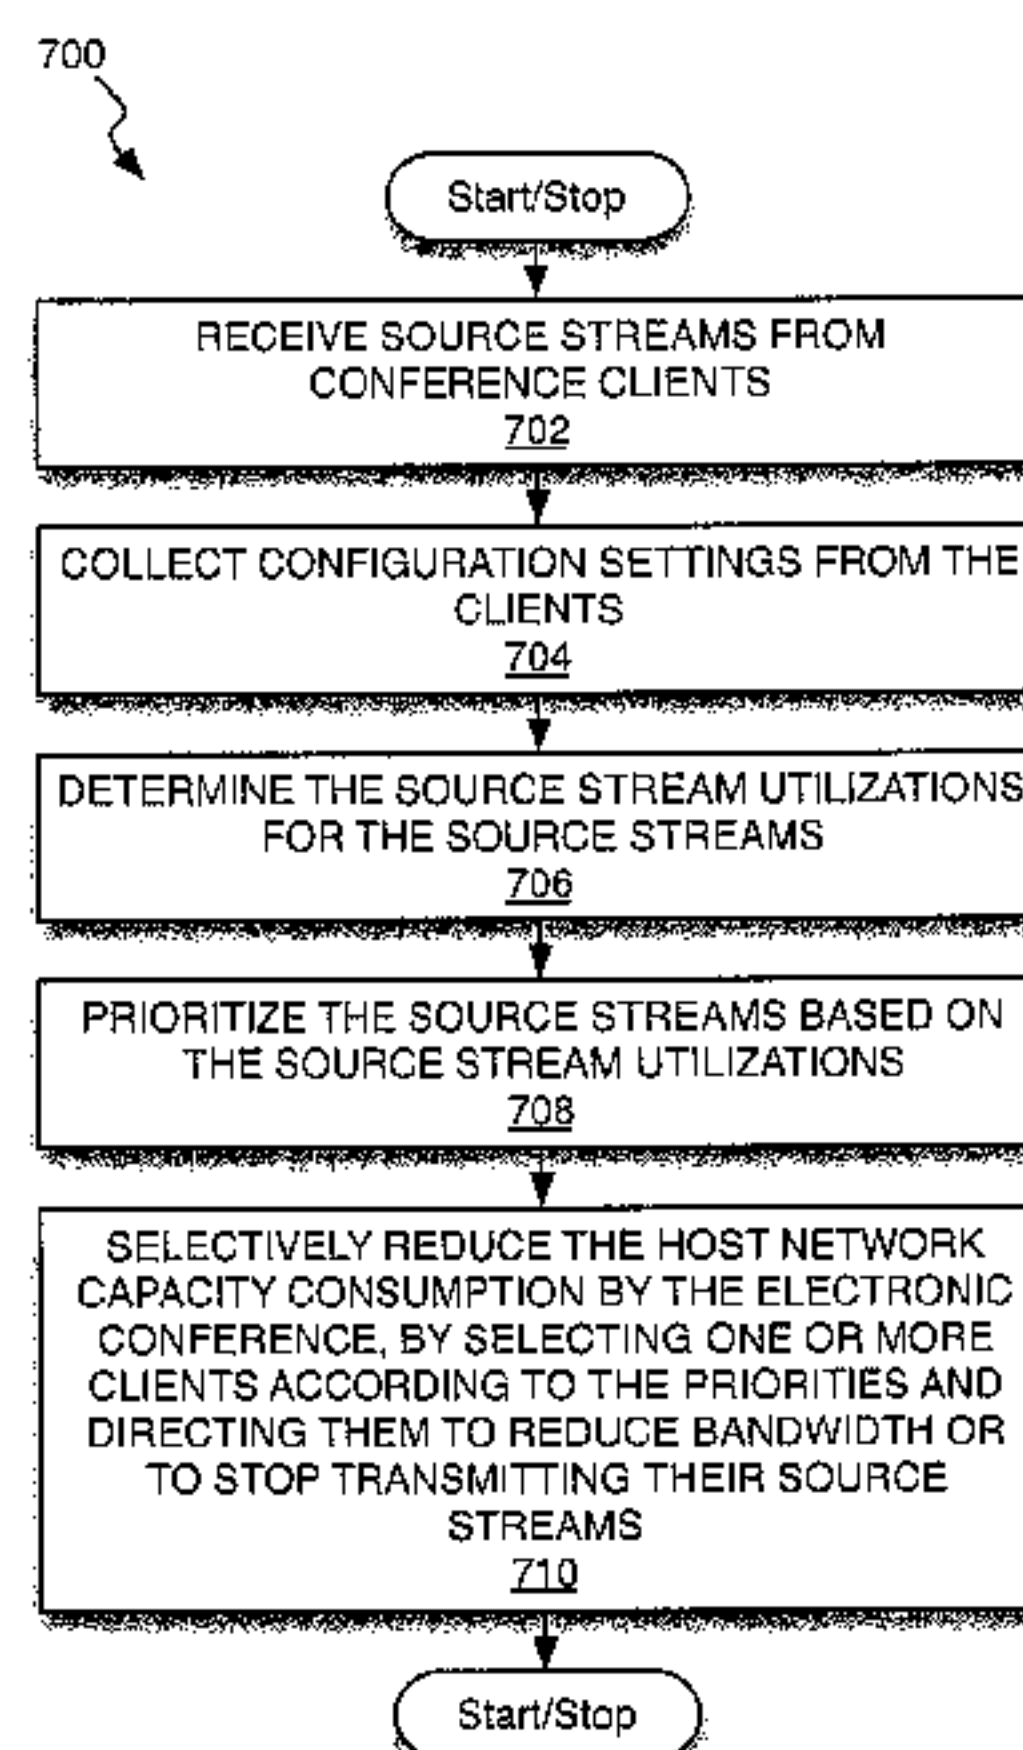 700
Start/Stop
RECEIVE SOURCE STREAMS FROM
CONFERENCE CLIENTS
702
COLLECT CONFIGURATION SETTINGS FROM THE
CLIENTS
704
DETERMINE THE SOURCE STREAM UTILIZATIONS
FOR THE SOURCE STREAMS
706
PRIORITIZE THE SOURCE STREAMS BASED ON
THE SOURCE STREAM UTILIZATIONS
708
SELECTIVELY REDUCE THE HOST NETWORK
CAPACITY CONSUMPTION BY THE ELECTRONIC
CONFERENCE, BY SELECTING ONE OR MORE
CLIENTS ACCORDING TO THE PRIORITIES AND
DIRECTING THEM TO REDUCE BANDWIDTH OR
TO STOP TRANSMITTING THEIR SOURCE
STREAMS
710
Start/Stop